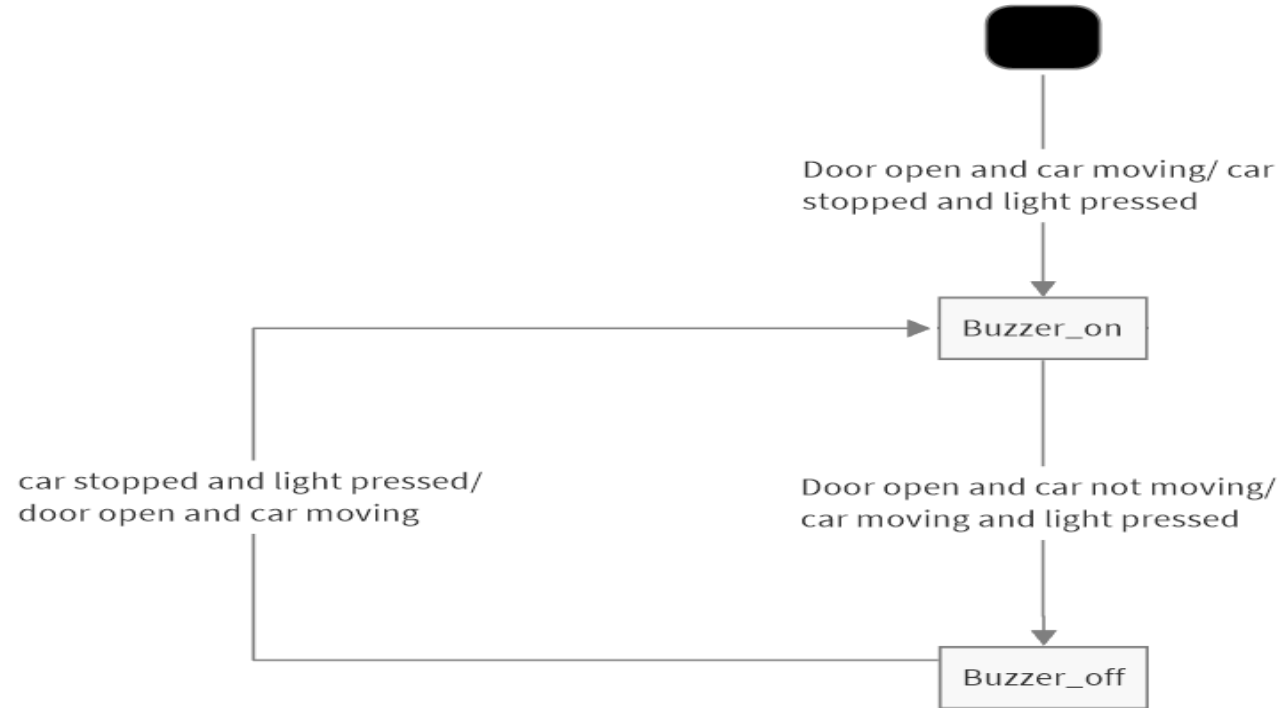 Door open and car moving/ car
stopped and light pressed
Buzzer_on
car stopped and light pressed/
door open and car moving
Door open and car not moving/
car moving and light pressed
Buzzer_off